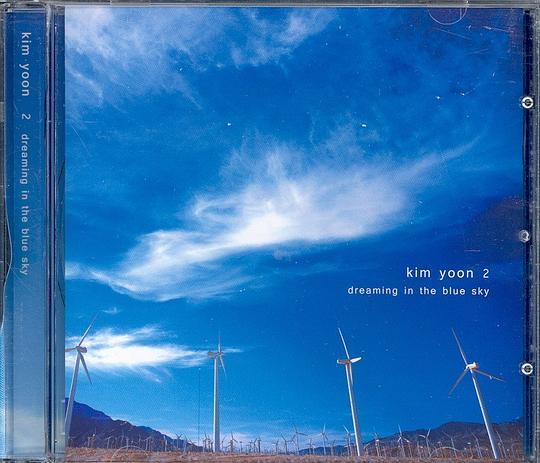 kim yoon 2 dreaming in the blue sky
kim yoon 2
dreaming in the blue sky